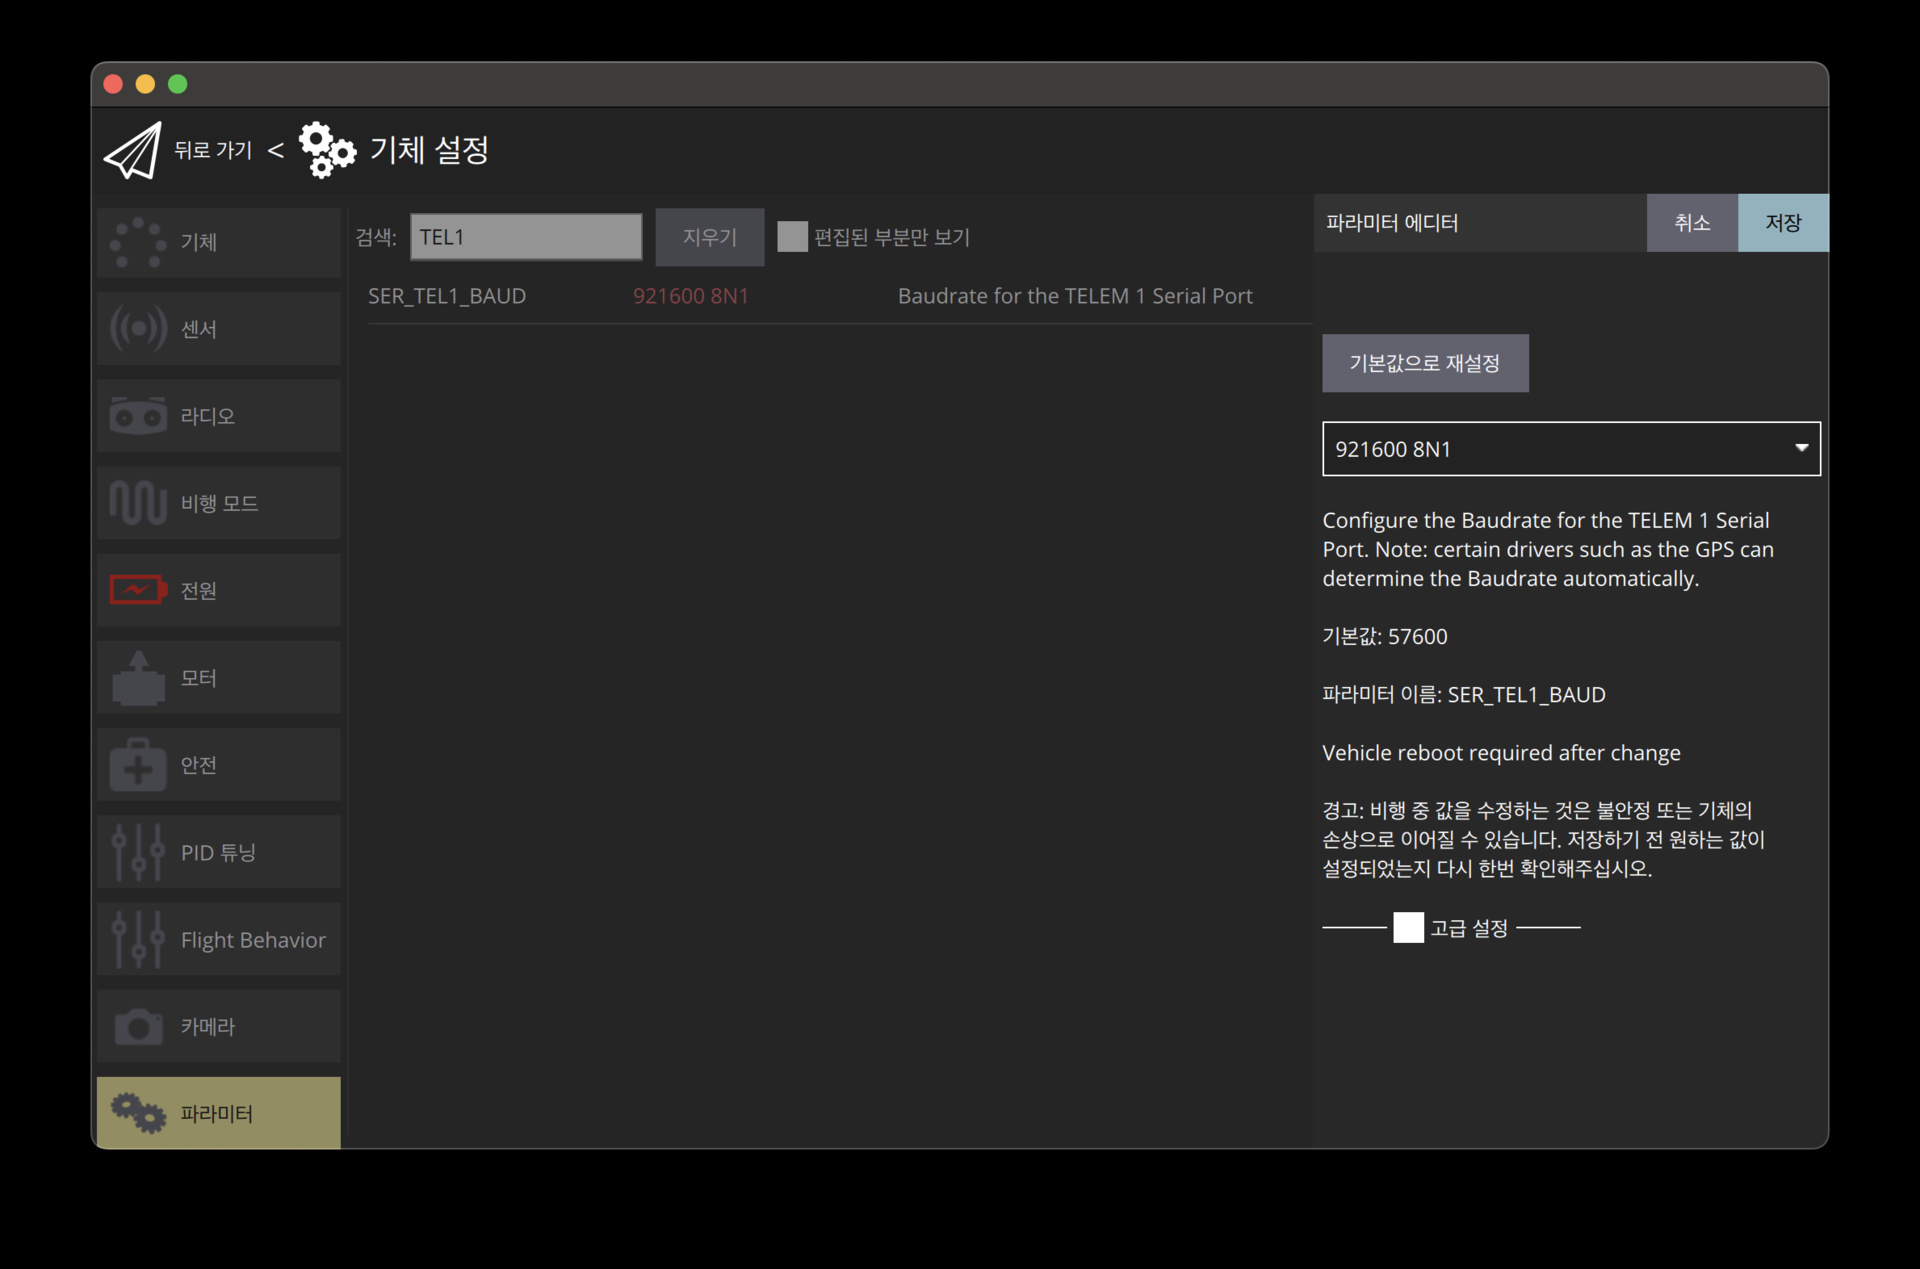 뒤로 가기 < 기체 설정
기체
센서
라디오
비행 모드
전원
모터
안전
PID 튜닝
Flight Behavior
카메라
파라미터
검색: TEL1 지우기 편집된 부분만 보기
SER_TEL1_BAUD 921600 8N1 Baudrate for the TELEM 1 Serial Port
파라미터 에디터 취소 저장
기본값으로 재설정
921600 8N1
Configure the Baudrate for the TELEM 1 Serial
Port. Note: certain drivers such as the GPS can
determine the Baudrate automatically.
기본값: 57600
파라미터 이름: SER_TEL1_BAUD
Vehicle reboot required after change
경고: 비행 중 값을 수정하는 것은 불안정 또는 기체의
손상으로 이어질 수 있습니다. 저장하기 전 원하는 값이
설정되었는지 다시 한번 확인해주십시오.
고급 설정